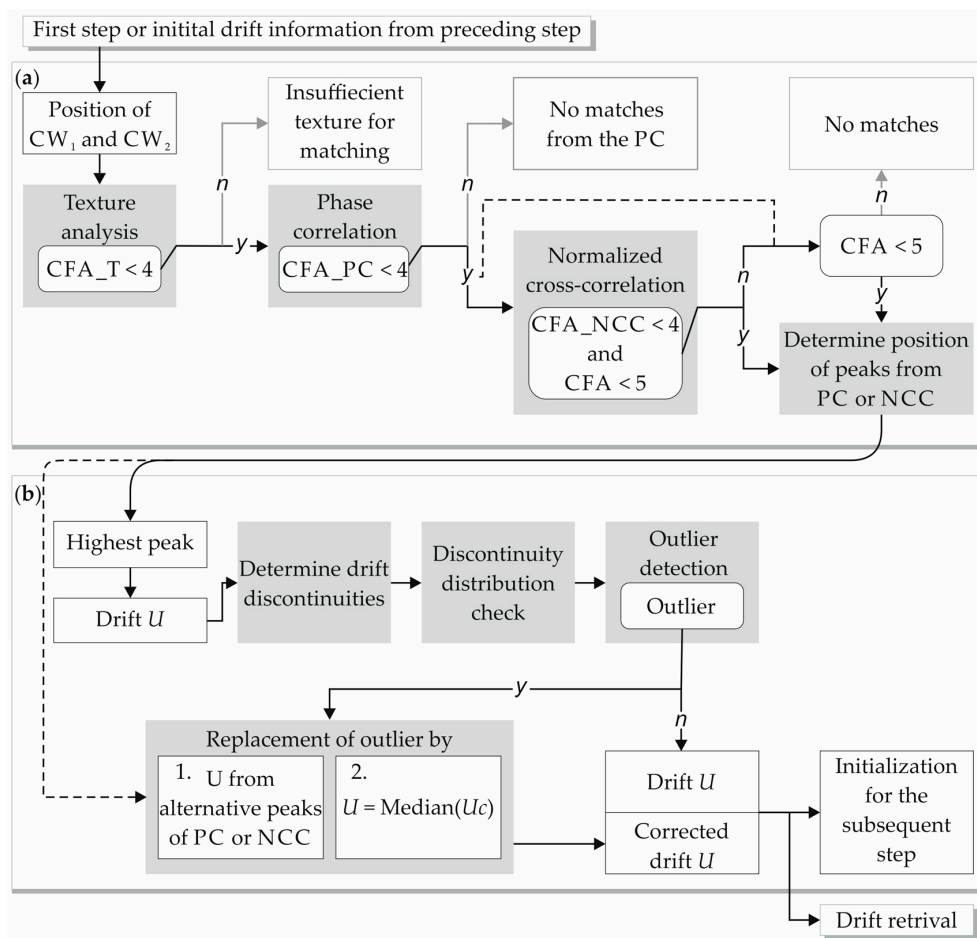 First step or initital drift information from preceding step
(a)
Position of
CW₁ and CW₂
Insuffiecient
texture for
matching
No matches
from the PC
No matches
n
n
n
Texture
analysis
CFA_T < 4
y
Phase
correlation
CFA_PC < 4
y
Normalized
cross-correlation
CFA_NCC < 4
and
CFA < 5
n
y
CFA < 5
y
Determine position
of peaks from
PC or NCC
(b)
Highest peak
Drift U
Determine drift
discontinuities
Discontinuity
distribution
check
Outlier
detection
Outlier
y
n
Replacement of outlier by
1. U from
alternative peaks
of PC or NCC
2.
U = Median(Uc)
Drift U
Corrected
drift U
Initialization
for the
subsequent
step
Drift retrival